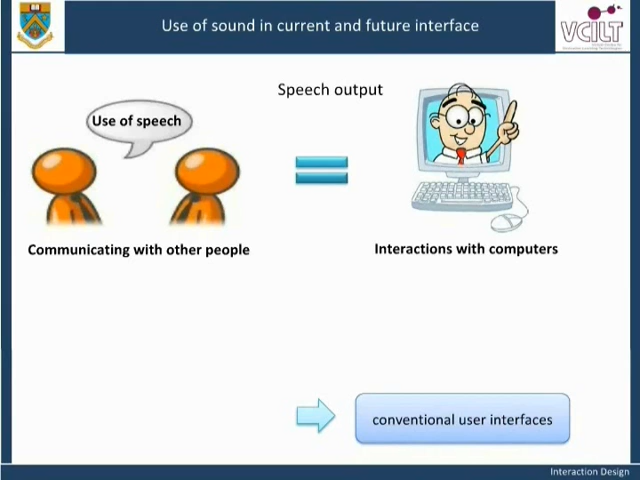 Use of sound in current and future interface
VCILT
Speech output
Use of speech
Communicating with other people
Interactions with computers
conventional user interfaces
Interaction Design